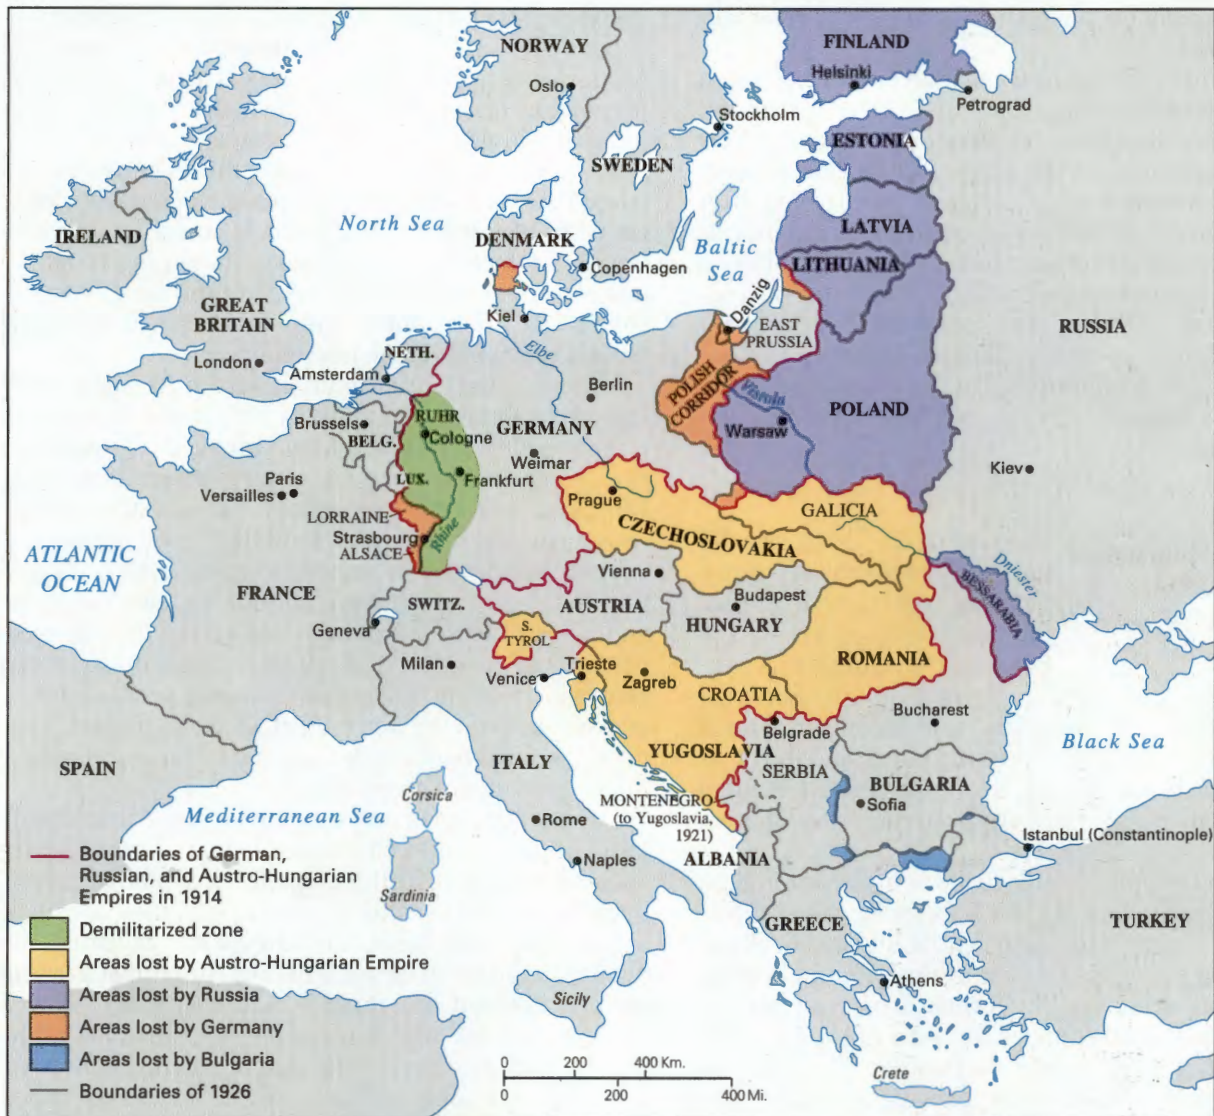 NORWAY
Oslo
FINLAND
Helsinki
Petrograd
Stockholm
ESTONIA
SWEDEN
North Sea
IRELAND
DENMARK
LATVIA
Baltic
Sea
LITHUANIA
Copenhagen
GREAT
BRITAIN
Kiel
Danzig
EAST
PRUSSIA
RUSSIA
London
NETH.
Elbe
Amsterdam
Berlin
POLISH
CORRIDOR
Vistula
POLAND
RUHR
Brussels
BELG.
Cologne
GERMANY
Warsaw
Weimar
LUX.
Frankfurt
Kiev
Paris
Versailles
Prague
GALICIA
LORRAINE
Strasbourg
ALSACE
Rhine
CZECHOSLOVAKIA
ATLANTIC
OCEAN
Vienna
Dniester
BESSARABIA
FRANCE
SWITZ.
AUSTRIA
Budapest
HUNGARY
Geneva
S.
TYROL
ROMANIA
Milan
Venice
Trieste
Zagreb
CROATIA
Bucharest
Belgrade
Black Sea
YUGOSLAVIA
SPAIN
ITALY
SERBIA
BULGARIA
Corsica
MONTENEGRO
(to Yugoslavia,
1921)
Sofia
Mediterranean Sea
Rome
Istanbul (Constantinople)
ALBANIA
Naples
Sardinia
GREECE
TURKEY
Athens
Sicily
Crete
Boundaries of German,
Russian, and Austro-Hungarian
Empires in 1914
Demilitarized zone
Areas lost by Austro-Hungarian Empire
Areas lost by Russia
Areas lost by Germany
Areas lost by Bulgaria
Boundaries of 1926
0 200 400 Km.
0 200 400 Mi.